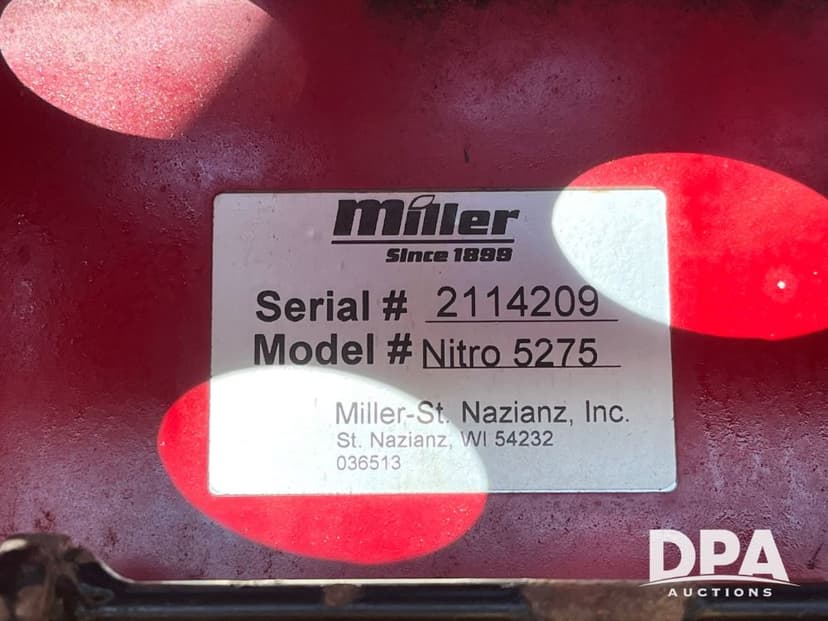 Miller
Since 1899
Serial # 2114209
Model # Nitro 5275
Miller-St. Nazianz, Inc.
St. Nazianz, WI 54232
036513
DPA
AUCTIONS